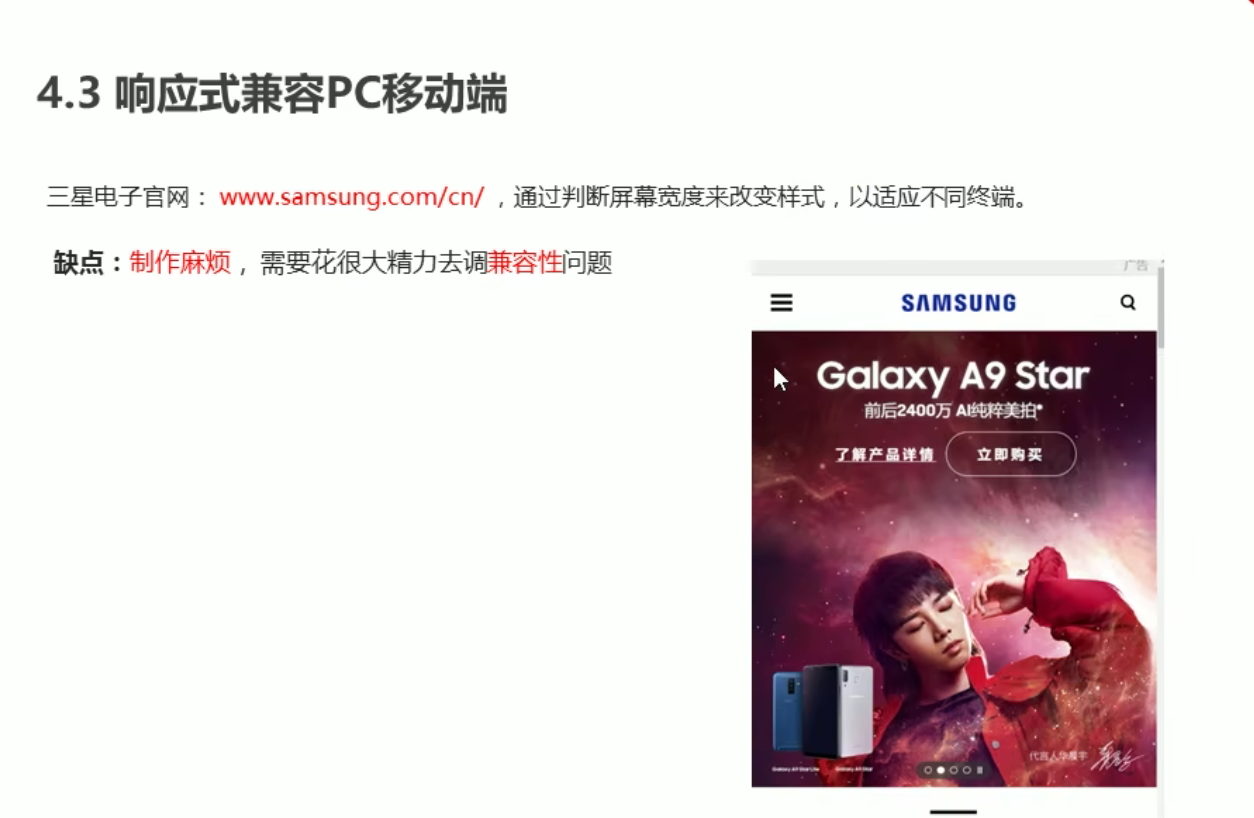 4.3 响应式兼容PC移动端
三星电子官网： www.samsung.com/cn/ ，通过判断屏幕宽度来改变样式，以适应不同终端。
缺点：制作麻烦， 需要花很大精力去调兼容性问题
广告
SAMSUNG
Galaxy A9 Star
前后2400万 AI纯粹美拍*
了解产品详情 立即购买
代言人华晨宇
Galaxy A9 Star Lite Galaxy A9 Star